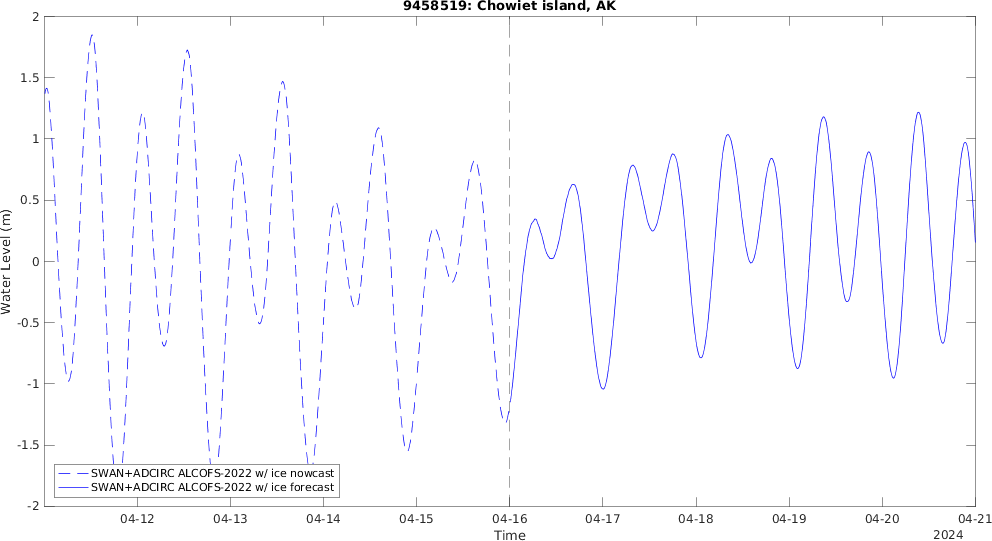 9458519: Chowiet island, AK
2
1.5
1
0.5
0
-0.5
-1
-1.5
-2
Water Level (m)
SWAN+ADCIRC ALCOFS-2022 w/ ice nowcast
SWAN+ADCIRC ALCOFS-2022 w/ ice forecast
04-12 04-13 04-14 04-15 04-16 04-17 04-18 04-19 04-20 04-21
Time
2024